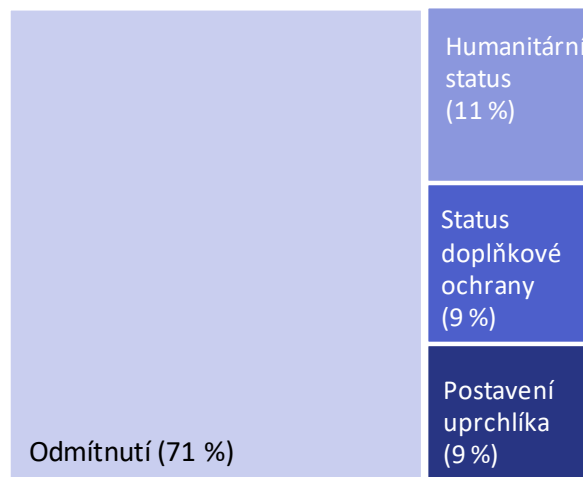 Humanitární
status
(11 %)
Status
doplňkové
ochrany
(9 %)
Postavení
uprchlíka
(9 %)
Odmítnutí (71 %)